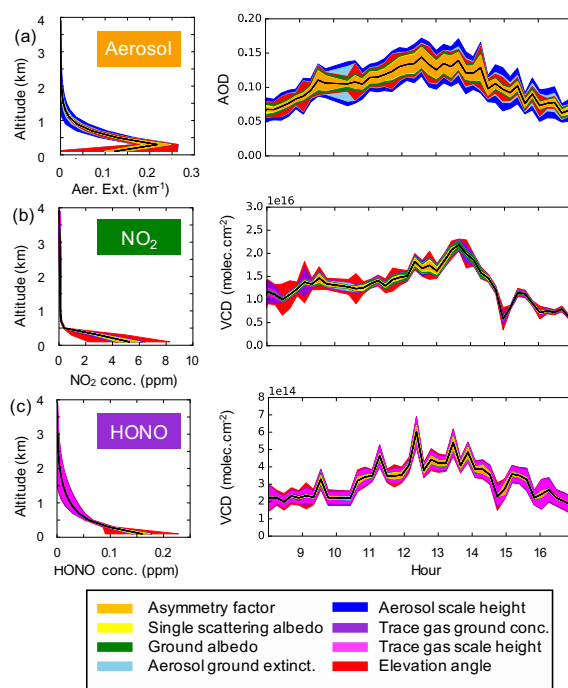 (a)
Aerosol
Altitude (km)
4
3
2
1
0
0 0.1 0.2 0.3
Aer. Ext. (km⁻¹)
AOD
0.20
0.15
0.10
0.05
0.00
(b)
NO₂
Altitude (km)
4
3
2
1
0
0 2 4 6 8 10
NO₂ conc. (ppm)
1e16
VCD (molec.cm²)
3.0
2.5
2.0
1.5
1.0
0.5
0.0
(c)
HONO
Altitude (km)
4
3
2
1
0
0 0.1 0.2
HONO conc. (ppm)
1e14
VCD (molec.cm²)
8
7
6
5
4
3
2
1
0
9 10 11 12 13 14 15 16
Hour
Asymmetry factor
Single scattering albedo
Ground albedo
Aerosol ground extinct.
Aerosol scale height
Trace gas ground conc.
Trace gas scale height
Elevation angle